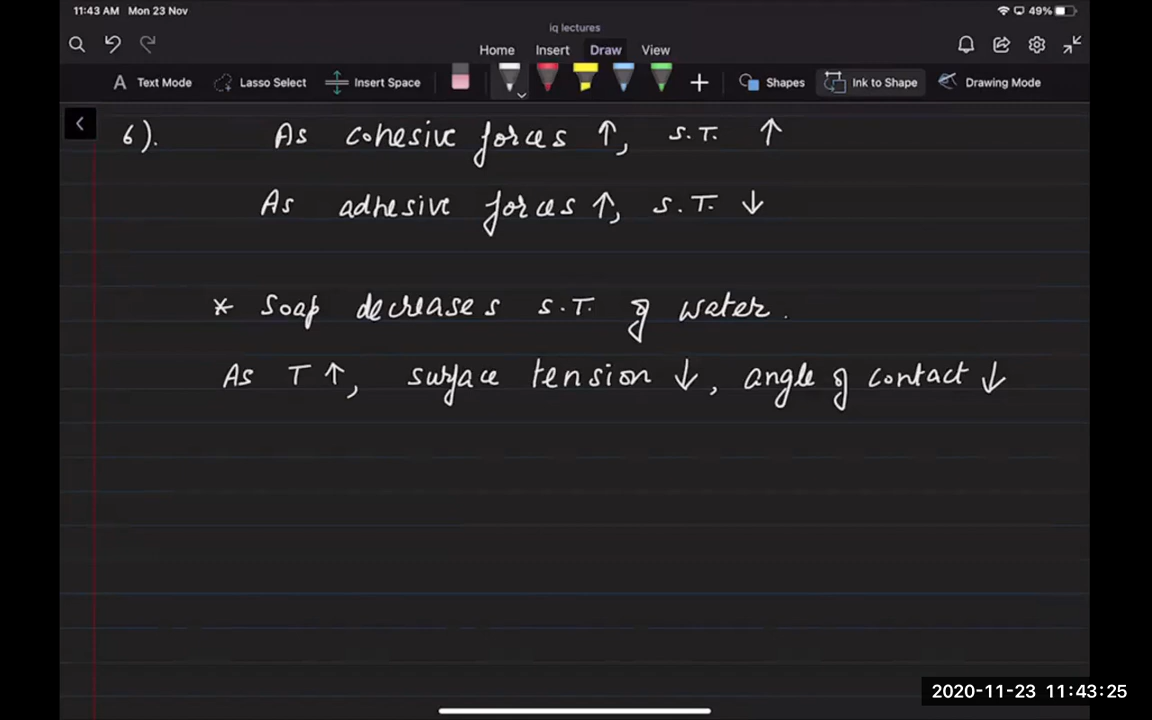 11:43 AM Mon 23 Nov
49%
iq lectures
Home Insert Draw View
A Text Mode Lasso Select Insert Space Shapes Ink to Shape Drawing Mode
6). As cohesive forces ↑, S.T. ↑
As adhesive forces ↑, S.T. ↓
* Soap decreases S.T. of water.
As T ↑, surface tension ↓, angle of contact ↓
2020-11-23 11:43:25